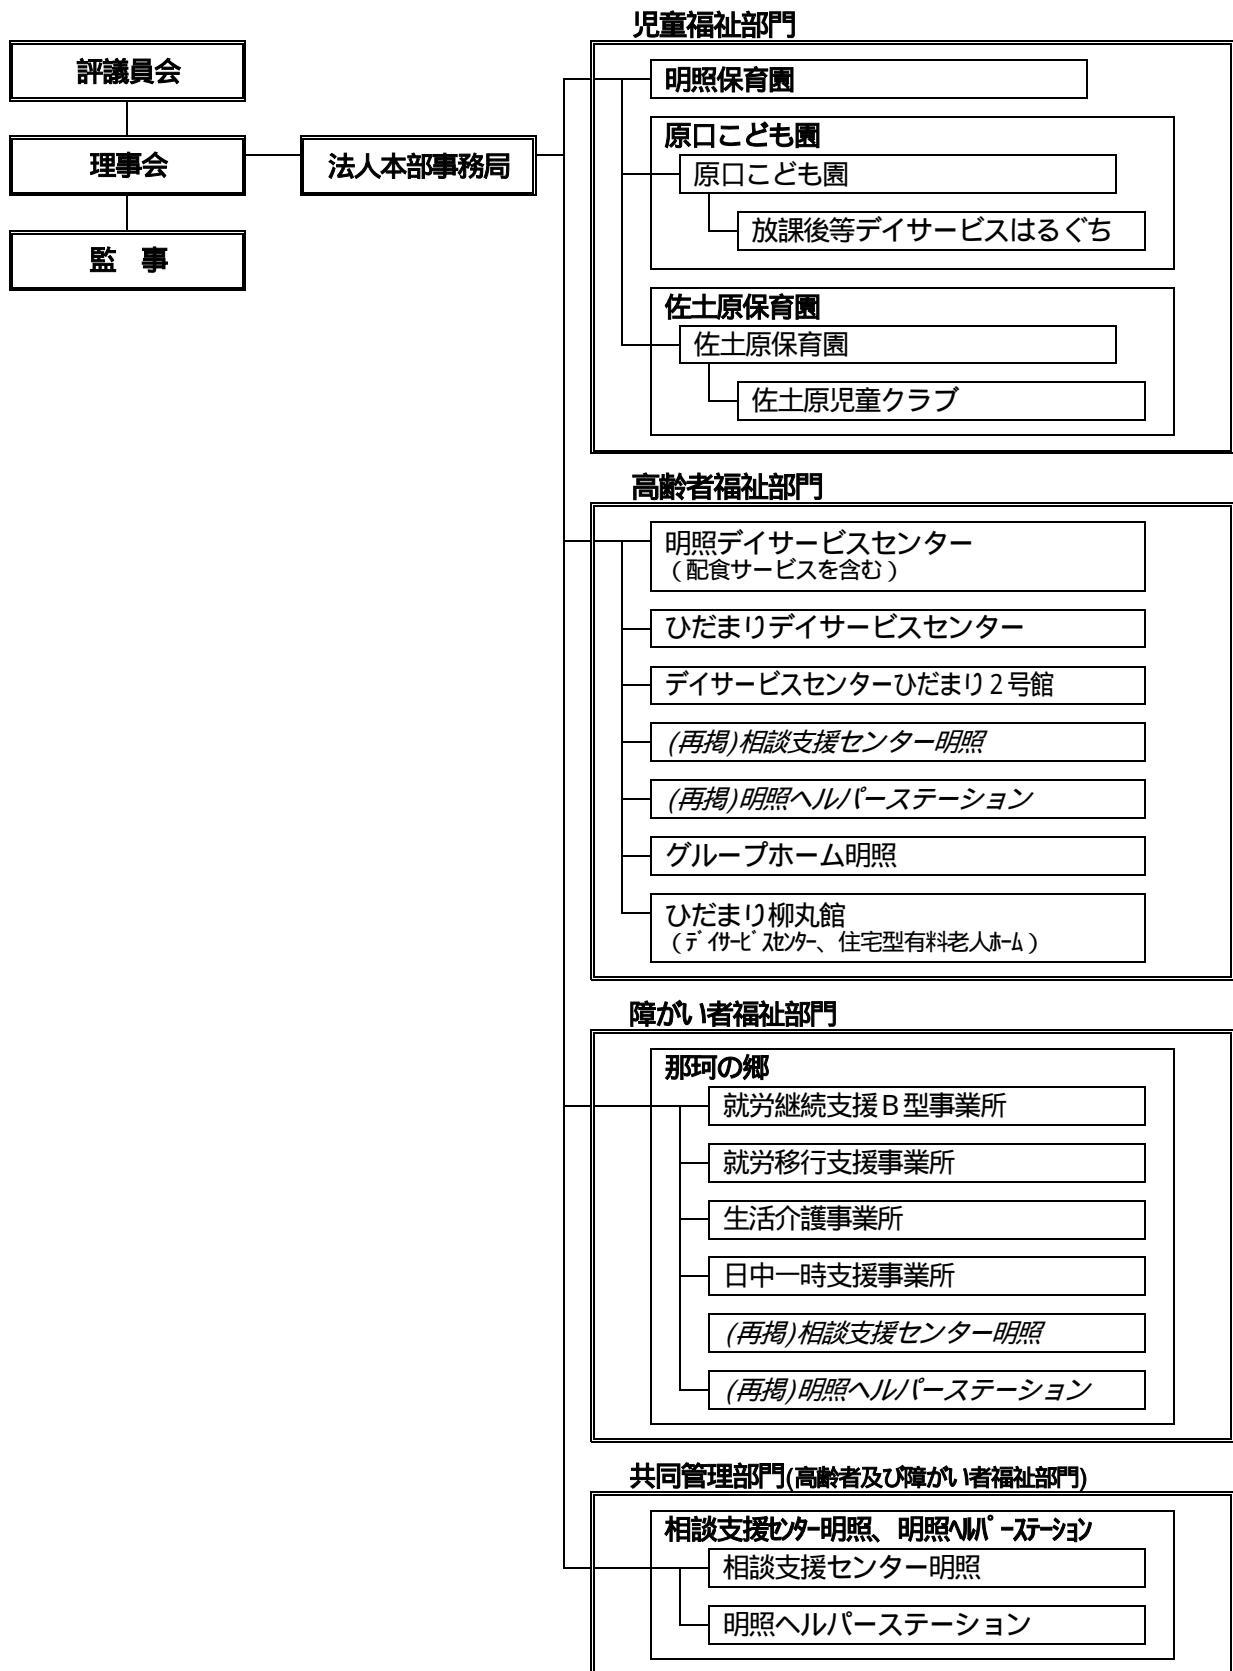 評議員会
理事会
監　事
法人本部事務局
児童福祉部門
明照保育園
原口こども園
原口こども園
放課後等デイサービスはるぐち
佐土原保育園
佐土原保育園
佐土原児童クラブ
高齢者福祉部門
明照デイサービスセンター
（配食サービスを含む）
ひだまりデイサービスセンター
デイサービスセンターひだまり２号館
(再掲)相談支援センター明照
(再掲)明照ヘルパーステーション
グループホーム明照
ひだまり柳丸館
（ﾃﾞｲｻｰﾋﾞｽｾﾝﾀｰ、住宅型有料老人ﾎｰﾑ）
障がい者福祉部門
那珂の郷
就労継続支援Ｂ型事業所
就労移行支援事業所
生活介護事業所
日中一時支援事業所
(再掲)相談支援センター明照
(再掲)明照ヘルパーステーション
共同管理部門(高齢者及び障がい者福祉部門)
相談支援ｾﾝﾀｰ明照、明照ﾍﾙﾊﾟｰｽﾃｰｼｮﾝ
相談支援センター明照
明照ヘルパーステーション